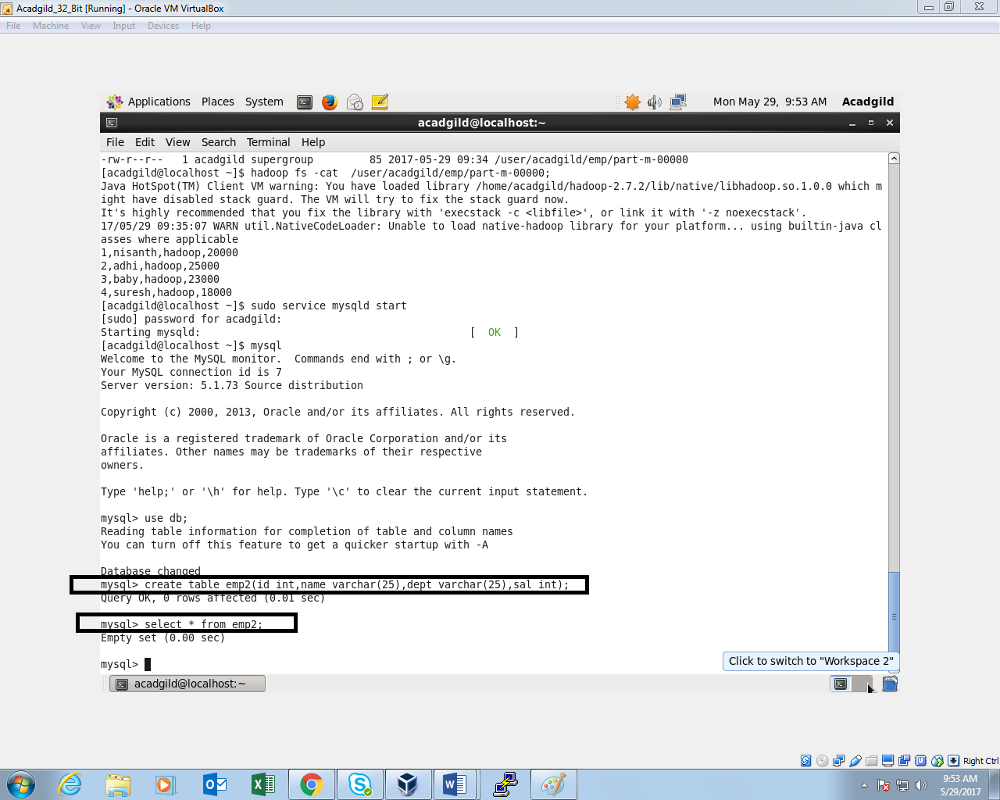 Acadgild_32_Bit [Running] - Oracle VM VirtualBox
File Machine View Input Devices Help
Applications Places System Mon May 29, 9:53 AM Acadgild
acadgild@localhost:~
File Edit View Search Terminal Help
-rw-r--r--   1 acadgild supergroup         85 2017-05-29 09:34 /user/acadgild/emp/part-m-00000
[acadgild@localhost ~]$ hadoop fs -cat  /user/acadgild/emp/part-m-00000;
Java HotSpot(TM) Client VM warning: You have loaded library /home/acadgild/hadoop-2.7.2/lib/native/libhadoop.so.1.0.0 which m
ight have disabled stack guard. The VM will try to fix the stack guard now.
It's highly recommended that you fix the library with 'execstack -c <libfile>', or link it with '-z noexecstack'.
17/05/29 09:35:07 WARN util.NativeCodeLoader: Unable to load native-hadoop library for your platform... using builtin-java cl
asses where applicable
1,nisanth,hadoop,20000
2,adhi,hadoop,25000
3,baby,hadoop,23000
4,suresh,hadoop,18000
[acadgild@localhost ~]$ sudo service mysqld start
[sudo] password for acadgild:
Starting mysqld:                                           [  OK  ]
[acadgild@localhost ~]$ mysql
Welcome to the MySQL monitor.  Commands end with ; or \g.
Your MySQL connection id is 7
Server version: 5.1.73 Source distribution
Copyright (c) 2000, 2013, Oracle and/or its affiliates. All rights reserved.
Oracle is a registered trademark of Oracle Corporation and/or its
affiliates. Other names may be trademarks of their respective
owners.
Type 'help;' or '\h' for help. Type '\c' to clear the current input statement.
mysql> use db;
Reading table information for completion of table and column names
You can turn off this feature to get a quicker startup with -A
Database changed
mysql> create table emp2(id int,name varchar(25),dept varchar(25),sal int);
Query OK, 0 rows affected (0.01 sec)
mysql> select * from emp2;
Empty set (0.00 sec)
mysql>
Click to switch to "Workspace 2"
acadgild@localhost:~
Right Ctrl
9:53 AM
5/29/2017